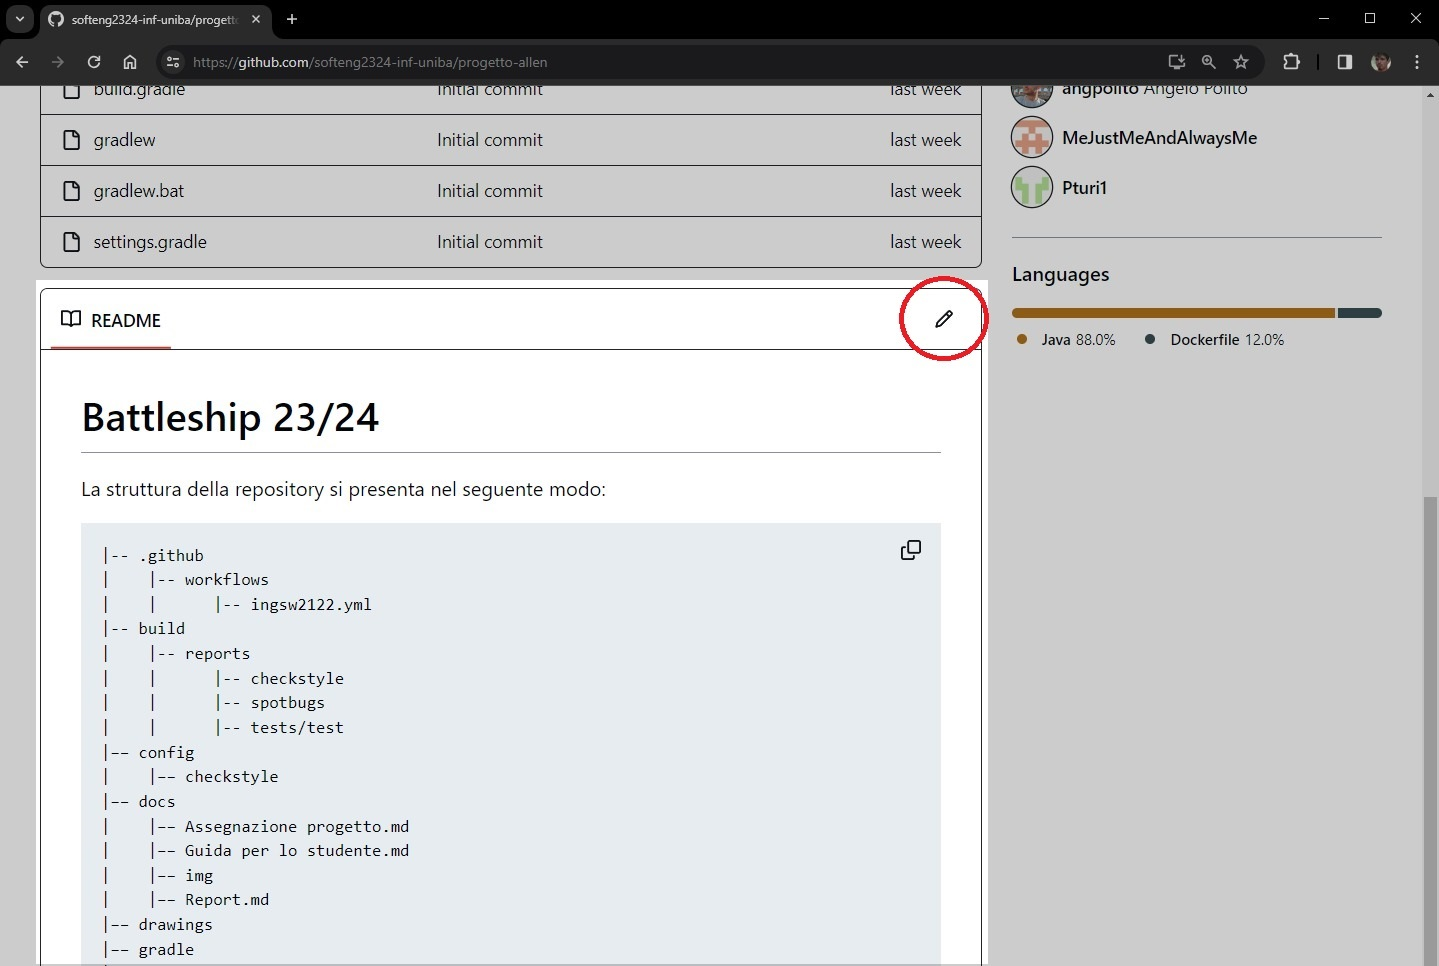 softeng2324-inf-uniba/progetto
https://github.com/softeng2324-inf-uniba/progetto-allen
build.gradle Initial commit last week
gradlew Initial commit last week
gradlew.bat Initial commit last week
settings.gradle Initial commit last week
angpolito Angelo Polito
MeJustMeAndAlwaysMe
Pturi1
Languages
Java 88.0% Dockerfile 12.0%
README
Battleship 23/24
La struttura della repository si presenta nel seguente modo:
|-- .github
|    |-- workflows
|    |      |-- ingsw2122.yml
|-- build
|    |-- reports
|    |      |-- checkstyle
|    |      |-- spotbugs
|    |      |-- tests/test
|-- config
|    |-- checkstyle
|-- docs
|    |-- Assegnazione progetto.md
|    |-- Guida per lo studente.md
|    |-- img
|    |-- Report.md
|-- drawings
|-- gradle